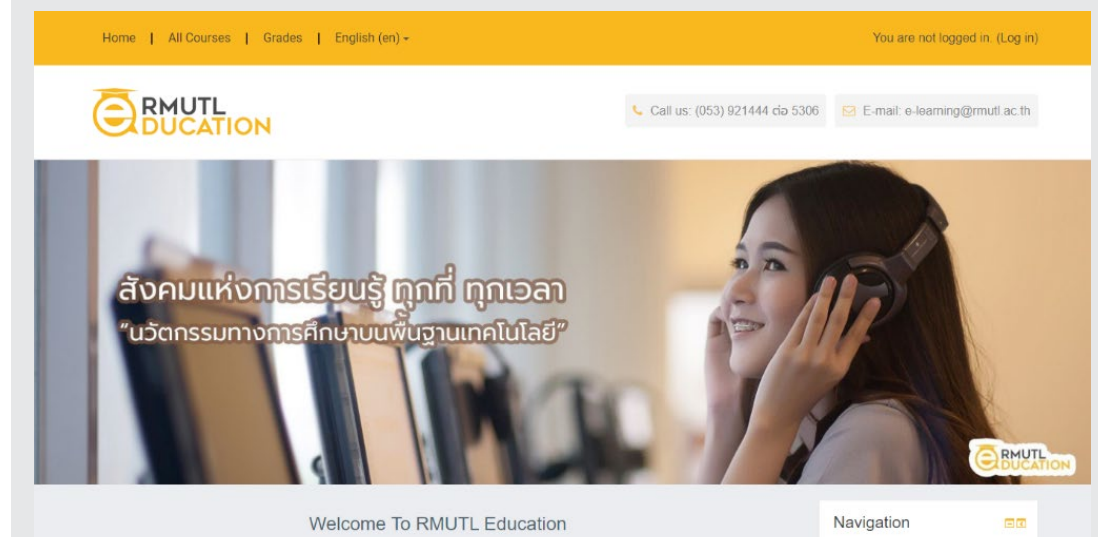 Home | All Courses | Grades | English (en)
You are not logged in. (Log in)
RMUTL
eDUCATION
Call us: (053) 921444 ต่อ 5306
E-mail: e-learning@rmutl.ac.th
สังคมแห่งการเรียนรู้ ทุกที่ ทุกเวลา
“นวัตกรรมทางการศึกษาบนพื้นฐานเทคโนโลยี”
RMUTL
eDUCATION
Welcome To RMUTL Education
Navigation